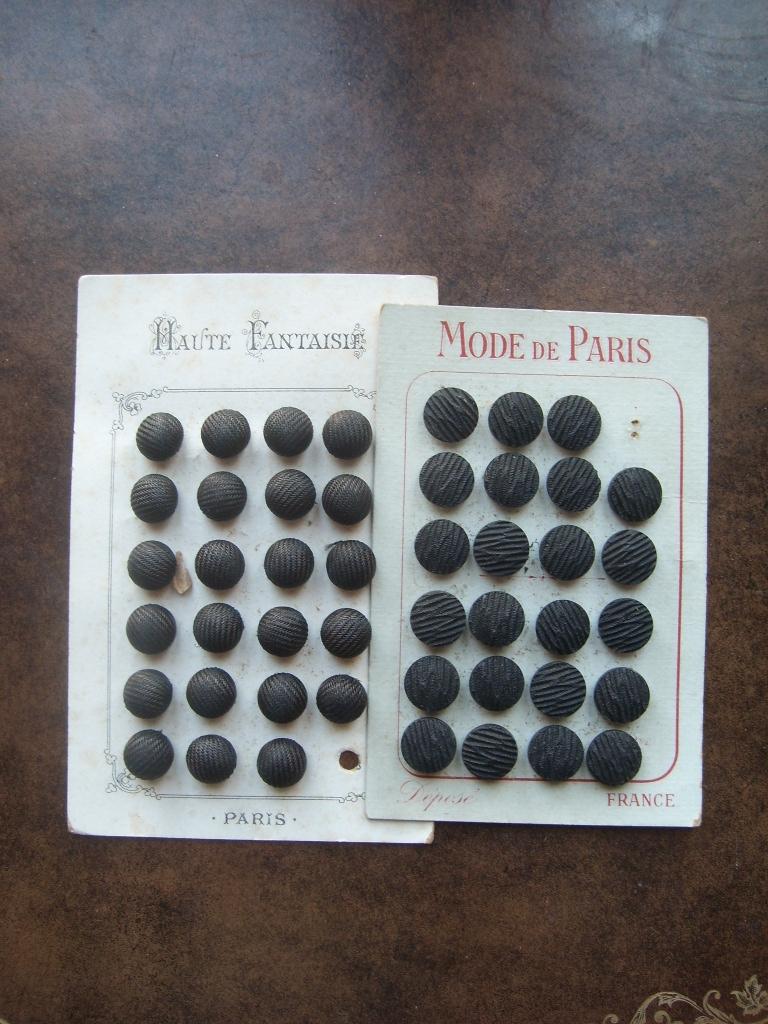 HAUTE FANTAISIE
· PARIS ·
MODE DE PARIS
Déposé
FRANCE